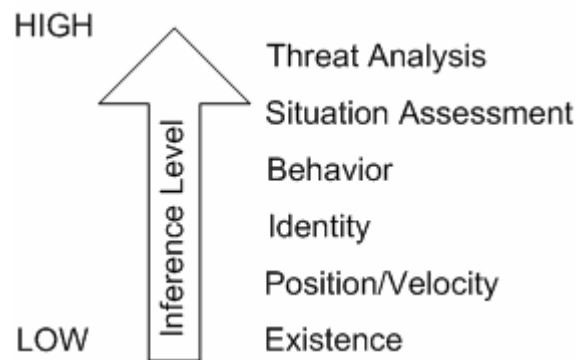 HIGH
Threat Analysis
Situation Assessment
Behavior
Identity
Position/Velocity
Existence
LOW
Inference Level